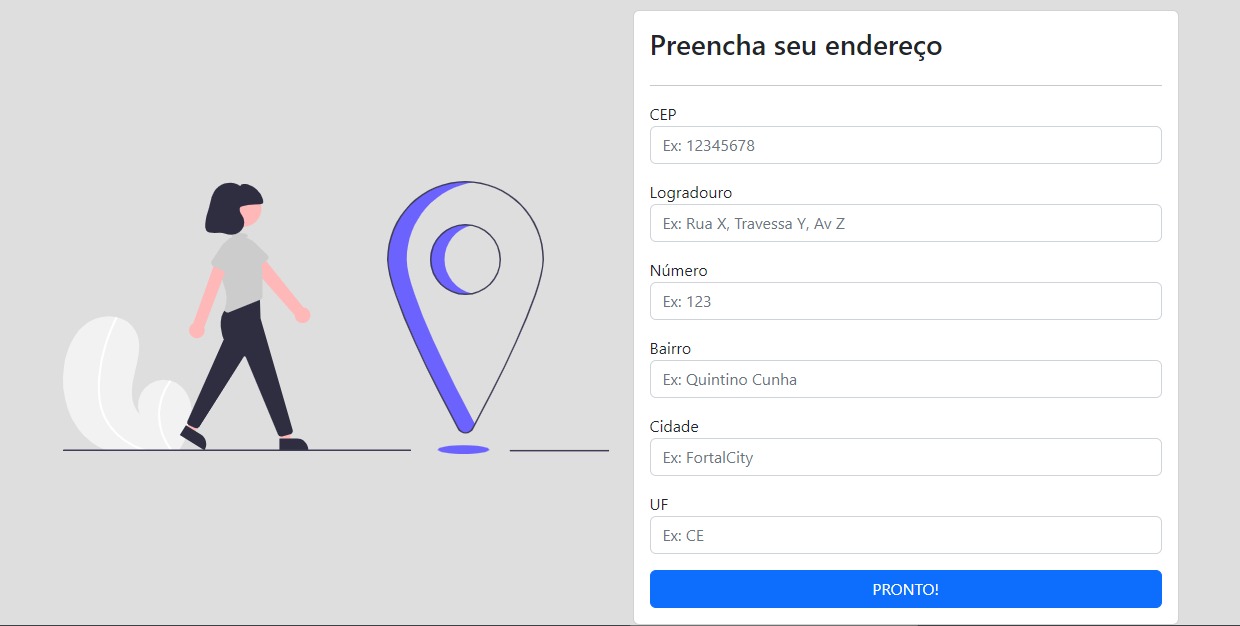 Preencha seu endereço
CEP
Ex: 12345678
Logradouro
Ex: Rua X, Travessa Y, Av Z
Número
Ex: 123
Bairro
Ex: Quintino Cunha
Cidade
Ex: FortalCity
UF
Ex: CE
PRONTO!